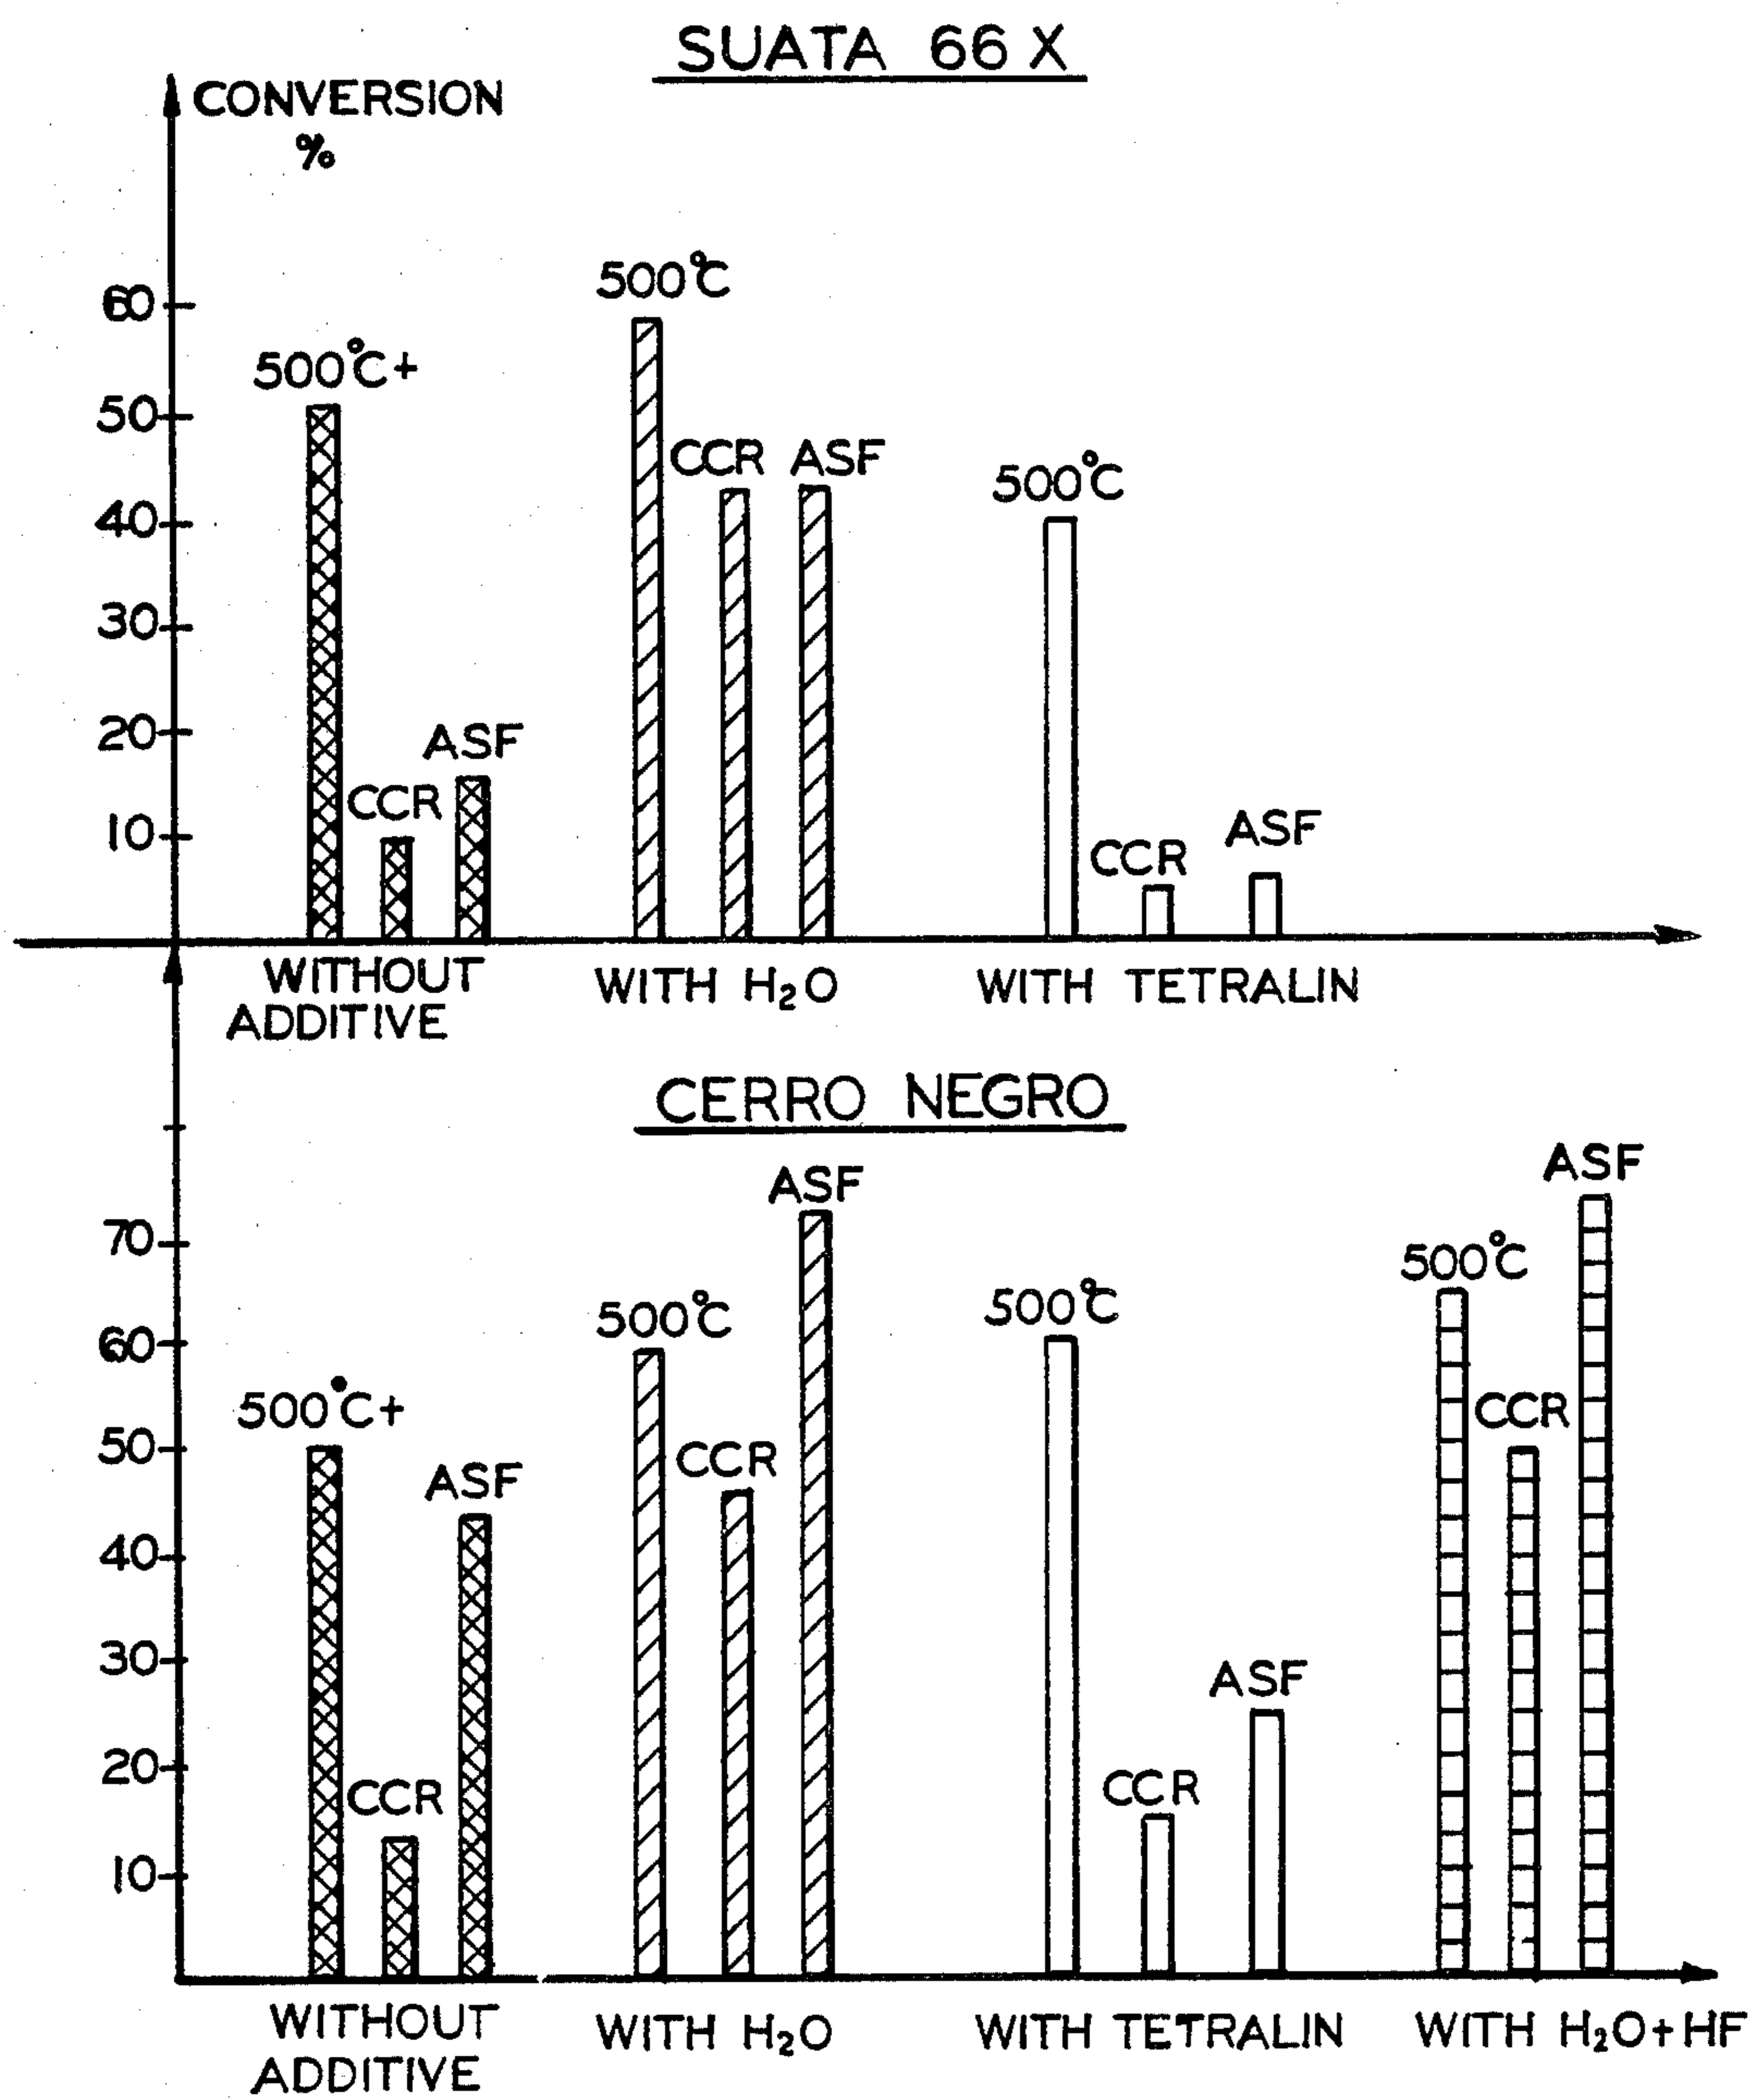 SUATA 66 X
CONVERSION
%
500°C
60
500°C+
50
CCR ASF
500°C
40
30
20
ASF
CCR
10
ASF
CCR
WITHOUT
ADDITIVE
WITH H₂O
WITH TETRALIN
CERRO NEGRO
ASF
ASF
70
500°C
500°C
500°C
60
500°C+
CCR
50
CCR
ASF
40
30
ASF
20
CCR
CCR
10
WITHOUT
ADDITIVE
WITH H₂O
WITH TETRALIN
WITH H₂O+HF